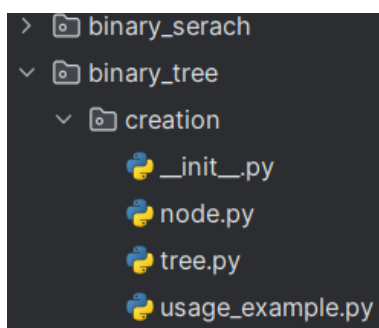 binary_serach
binary_tree
creation
__init__.py
node.py
tree.py
usage_example.py